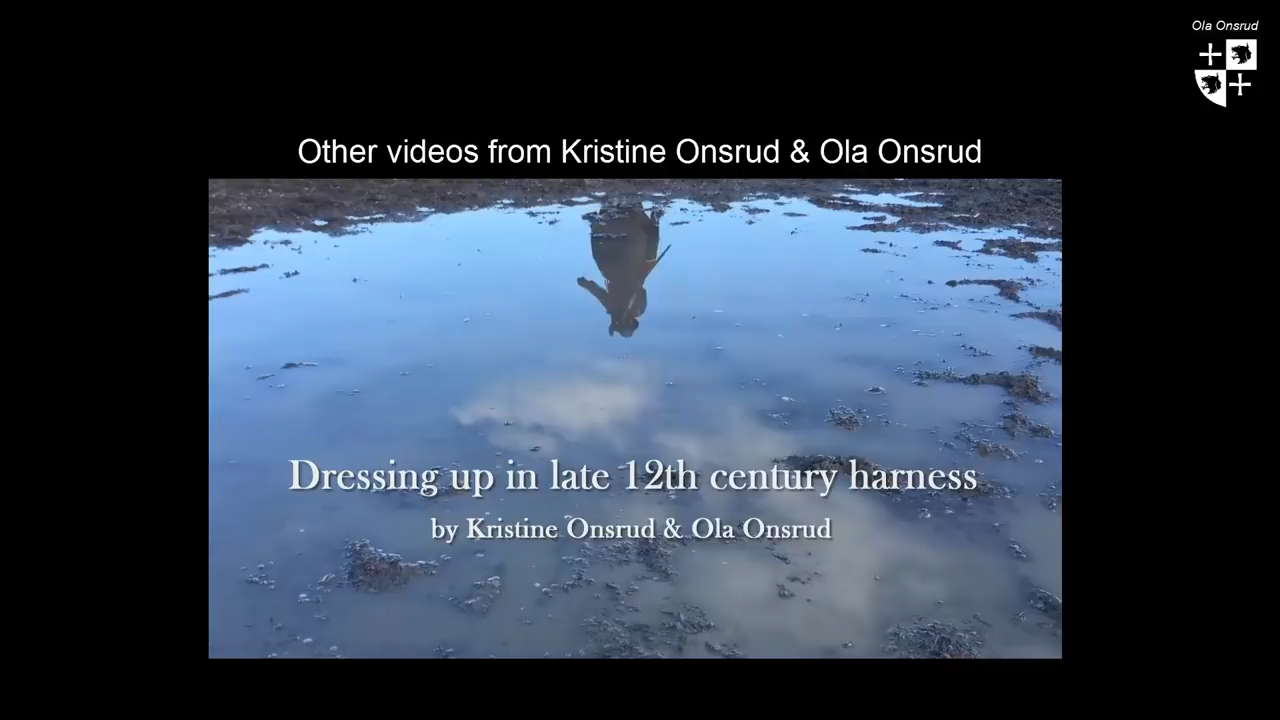 Ola Onsrud
Other videos from Kristine Onsrud & Ola Onsrud
Dressing up in late 12th century harness
by Kristine Onsrud & Ola Onsrud